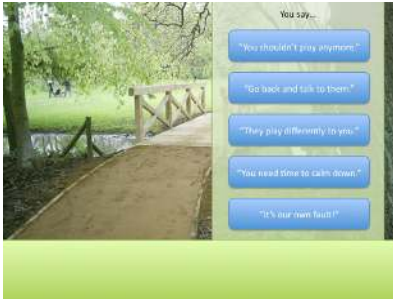 You say...
"You shouldn't play anymore."
"Go back and talk to them."
"They play differently to you."
"You need time to calm down."
"It's our own fault!"